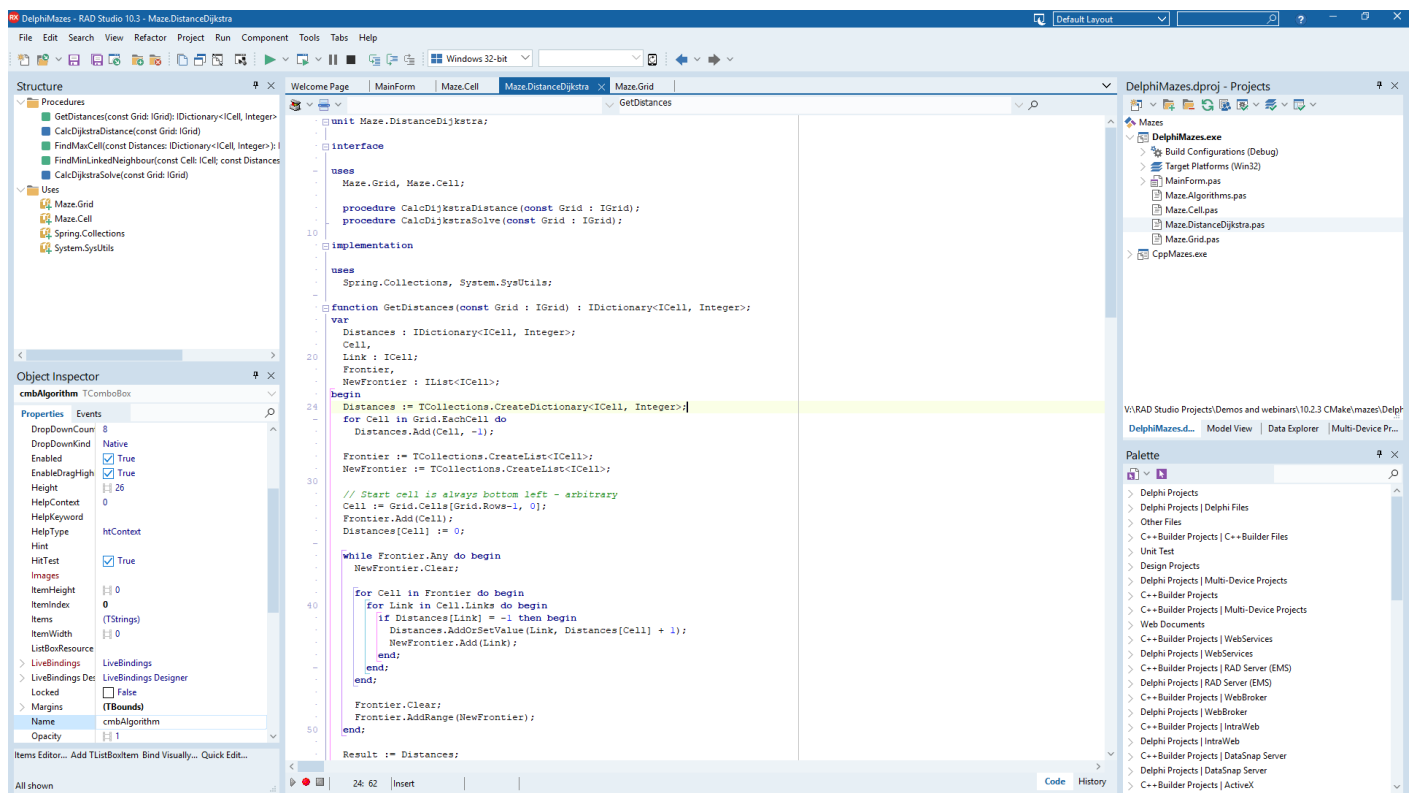 DelphiMazes - RAD Studio 10.3 - Maze.DistanceDijkstra
Default Layout
?
File Edit Search View Refactor Project Run Component Tools Tabs Help
Windows 32-bit
Structure
Procedures
GetDistances(const Grid: IGrid): IDictionary<ICell, Integer>
CalcDijkstraDistance(const Grid: IGrid)
FindMaxCell(const Distances: IDictionary<ICell, Integer>): I
FindMinLinkedNeighbour(const Cell: ICell; const Distances
CalcDijkstraSolve(const Grid: IGrid)
Uses
Maze.Grid
Maze.Cell
Spring.Collections
System.SysUtils
Object Inspector
cmbAlgorithm TComboBox
Properties Events
DropDownCoun 8
DropDownKind Native
Enabled True
EnableDragHigh True
Height 26
HelpContext 0
HelpKeyword
HelpType htContext
Hint
HitTest True
Images
ItemHeight 0
ItemIndex 0
Items (TStrings)
ItemWidth 0
ListBoxResource
LiveBindings LiveBindings
LiveBindings Des LiveBindings Designer
Locked False
Margins (TBounds)
Name cmbAlgorithm
Opacity 1
Items Editor... Add TListBoxItem Bind Visually... Quick Edit...
All shown
Welcome Page MainForm Maze.Cell Maze.DistanceDijkstra Maze.Grid
GetDistances
unit Maze.DistanceDijkstra;
interface
uses
Maze.Grid, Maze.Cell;
procedure CalcDijkstraDistance(const Grid : IGrid);
procedure CalcDijkstraSolve(const Grid : IGrid);
10
implementation
uses
Spring.Collections, System.SysUtils;
function GetDistances(const Grid : IGrid) : IDictionary<ICell, Integer>;
var
Distances : IDictionary<ICell, Integer>;
Cell,
20 Link : ICell;
Frontier,
NewFrontier : IList<ICell>;
begin
24 Distances := TCollections.CreateDictionary<ICell, Integer>;
for Cell in Grid.EachCell do
Distances.Add(Cell, -1);
Frontier := TCollections.CreateList<ICell>;
NewFrontier := TCollections.CreateList<ICell>;
30
// Start cell is always bottom left - arbitrary
Cell := Grid.Cells[Grid.Rows-1, 0];
Frontier.Add(Cell);
Distances[Cell] := 0;
while Frontier.Any do begin
NewFrontier.Clear;
for Cell in Frontier do begin
40 for Link in Cell.Links do begin
if Distances[Link] = -1 then begin
Distances.AddOrSetValue(Link, Distances[Cell] + 1);
NewFrontier.Add(Link);
end;
end;
end;
Frontier.Clear;
Frontier.AddRange(NewFrontier);
50 end;
Result := Distances;
24: 62 Insert
Code History
DelphiMazes.dproj - Projects
Mazes
DelphiMazes.exe
Build Configurations (Debug)
Target Platforms (Win32)
MainForm.pas
Maze.Algorithms.pas
Maze.Cell.pas
Maze.DistanceDijkstra.pas
Maze.Grid.pas
CppMazes.exe
V:\RAD Studio Projects\Demos and webinars\10.2.3 CMake\mazes\Delph
DelphiMazes.d... Model View Data Explorer Multi-Device Pr...
Palette
Delphi Projects
Delphi Projects | Delphi Files
Other Files
C++Builder Projects | C++Builder Files
Unit Test
Design Projects
Delphi Projects | Multi-Device Projects
C++Builder Projects
C++Builder Projects | Multi-Device Projects
Web Documents
C++Builder Projects | WebServices
Delphi Projects | WebServices
C++Builder Projects | RAD Server (EMS)
Delphi Projects | RAD Server (EMS)
C++Builder Projects | WebBroker
Delphi Projects | WebBroker
C++Builder Projects | IntraWeb
Delphi Projects | IntraWeb
C++Builder Projects | DataSnap Server
Delphi Projects | DataSnap Server
C++Builder Projects | ActiveX